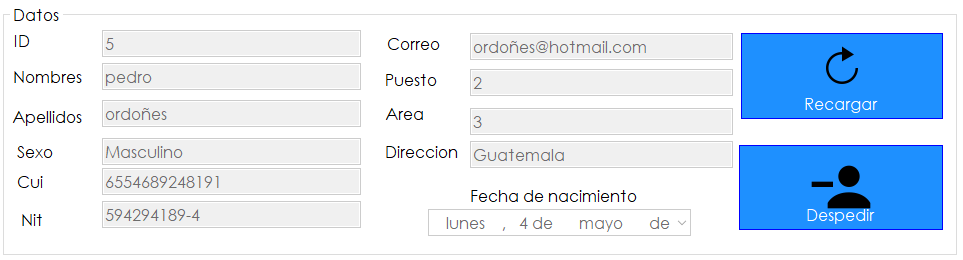 Datos
ID 5
Nombres pedro
Apellidos ordoñes
Sexo Masculino
Cui 6554689248191
Nit 594294189-4
Correo ordoñes@hotmail.com
Puesto 2
Area 3
Direccion Guatemala
Fecha de nacimiento
lunes , 4 de mayo de
Recargar
Despedir